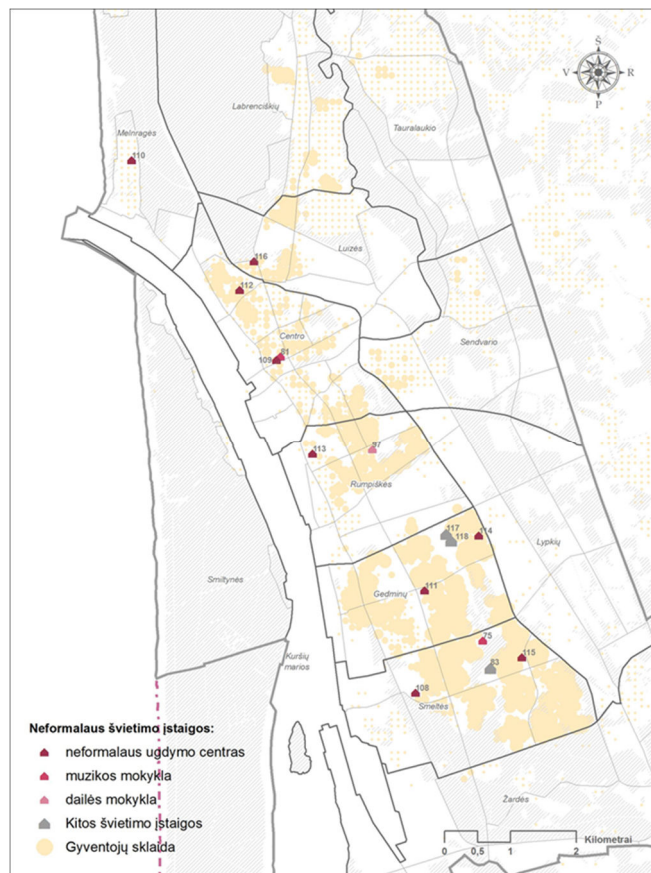 Š
V R
P
Labrenciškių
Melnragės
Tauralaukio
110
Luizės
116
112
Centro
Sendvario
81
109
97
113
Rumpiškės
117
114
118
Lypkių
Smiltynės
111
Gedminų
75
Kuršių
marios
115
93
108
Smeltės
Žardės
Neformalaus švietimo įstaigos:
neformalaus ugdymo centras
muzikos mokykla
dailės mokykla
Kitos švietimo įstaigos
Gyventojų sklaida
Kilometrai
0 0,5 1 2